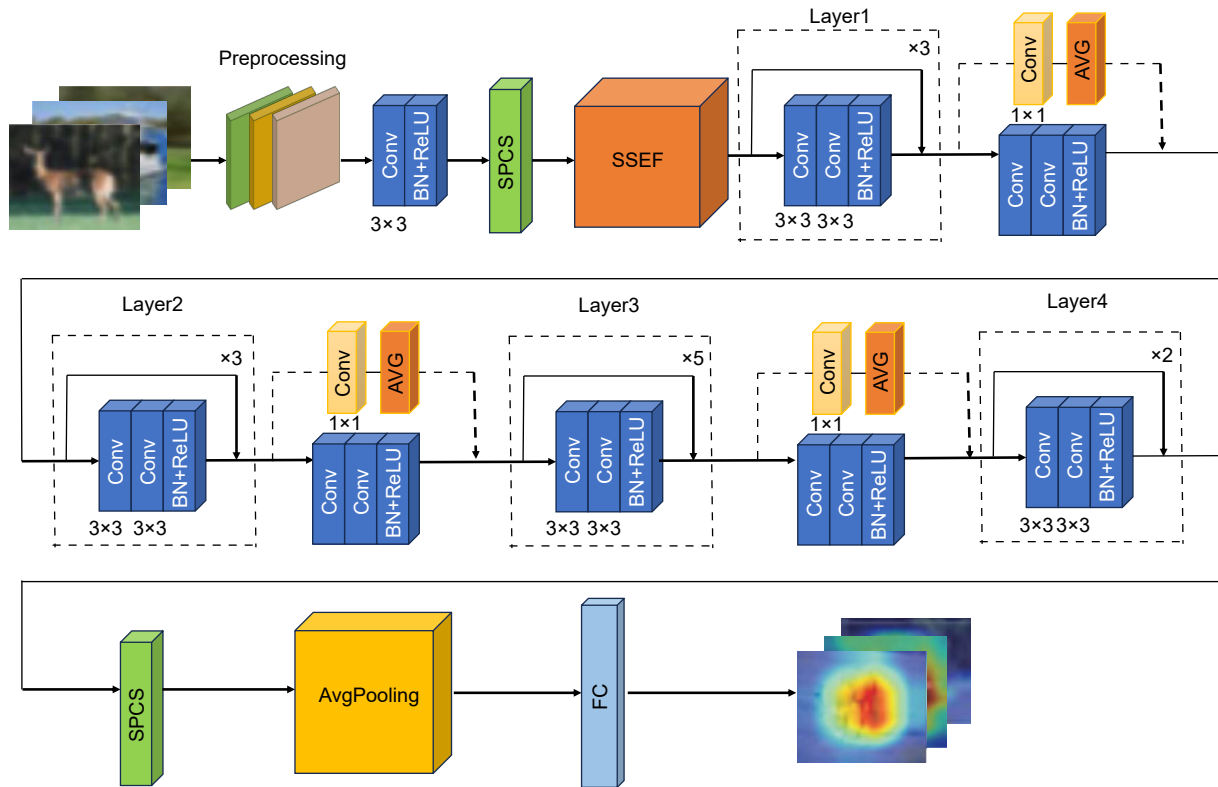 Preprocessing
Conv
BN+ReLU
3×3
SPCS
SSEF
Layer1
×3
Conv
Conv
BN+ReLU
3×3 3×3
Conv
AVG
1×1
Conv
Conv
BN+ReLU
Layer2
×3
Conv
Conv
BN+ReLU
3×3 3×3
Conv
AVG
1×1
Conv
Conv
BN+ReLU
Layer3
×5
Conv
Conv
BN+ReLU
3×3 3×3
Conv
AVG
1×1
Conv
Conv
BN+ReLU
Layer4
×2
Conv
Conv
BN+ReLU
3×3 3×3
SPCS
AvgPooling
FC